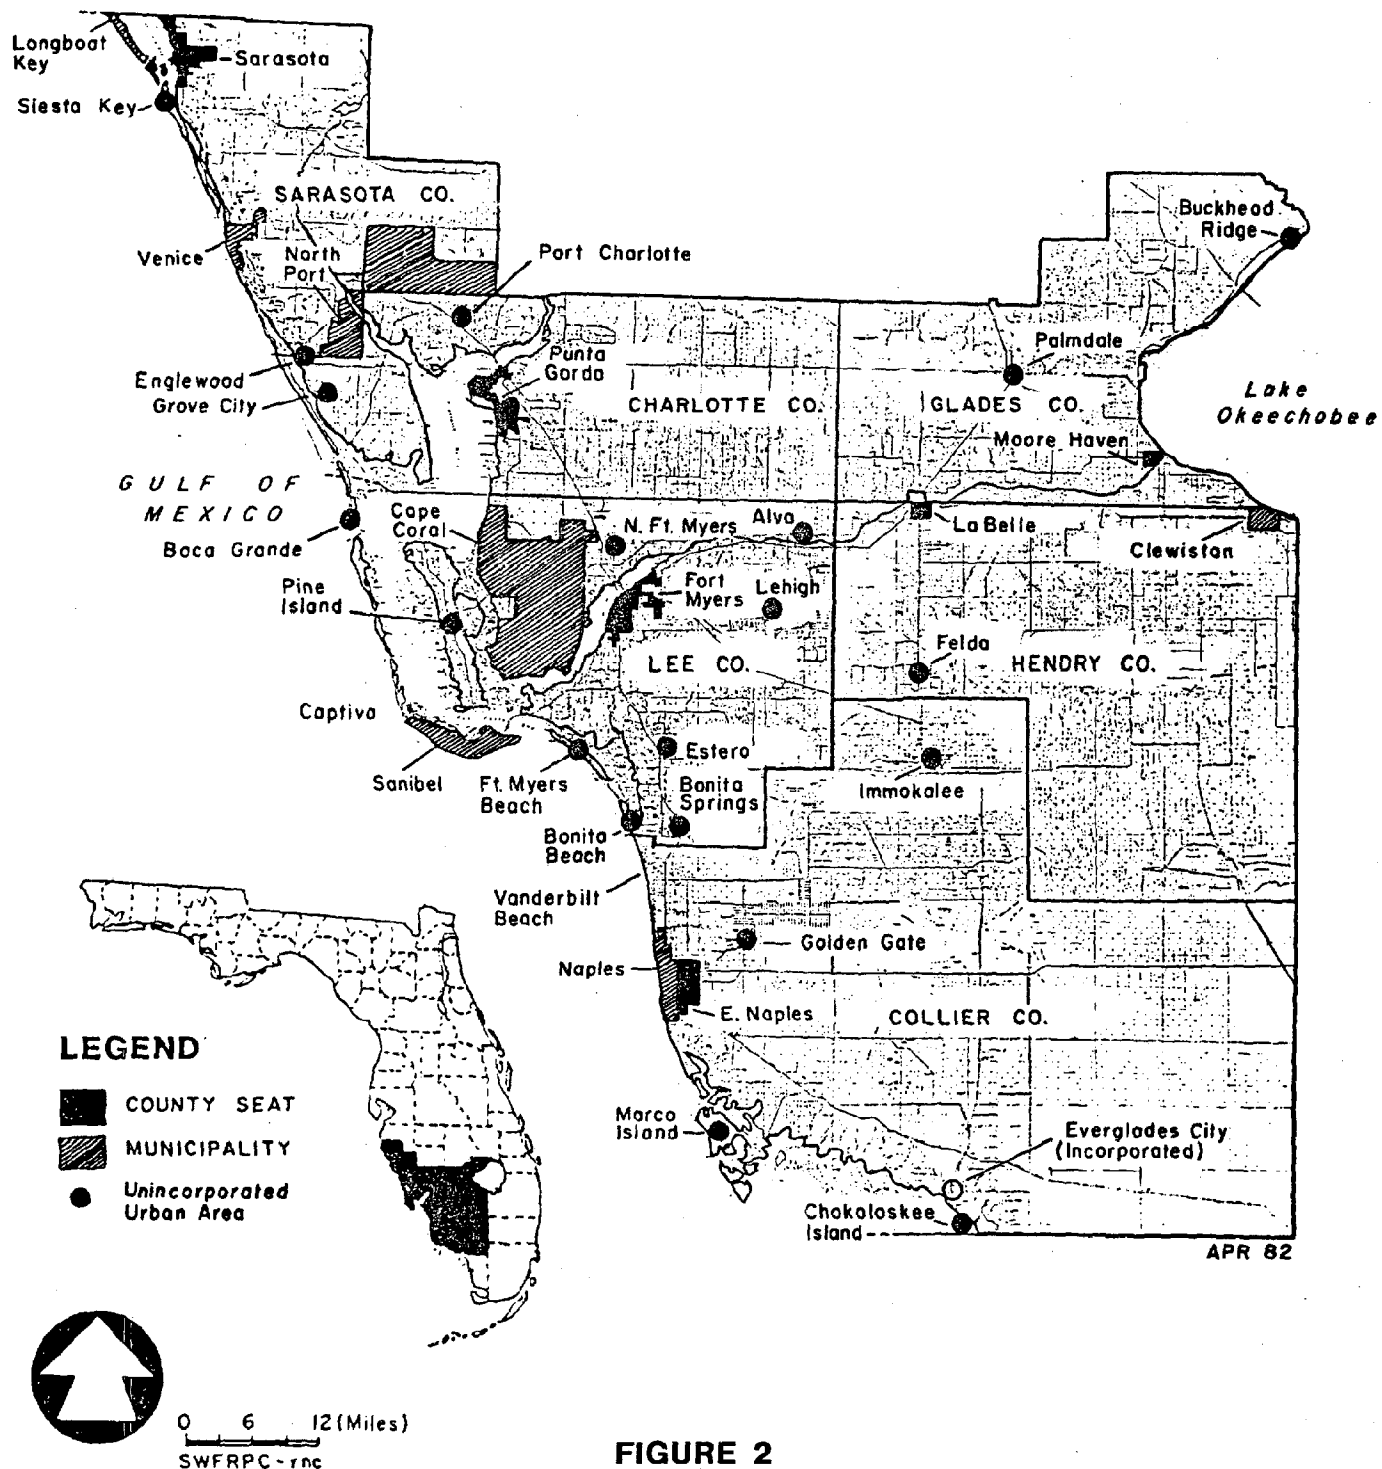 Longboat
Key
Sarasota
Siesta Key
SARASOTA CO.
Venice
North
Port
Port Charlotte
Buckhead
Ridge
Englewood
Grove City
Punta
Gorda
CHARLOTTE CO.
Palmdale
GLADES CO.
Moore Haven
Lake
Okeechobee
GULF OF
MEXICO
Boca Grande
Cape
Coral
N. Ft. Myers
Alva
La Belle
Clewiston
Pine
Island
Fort
Myers
Lehigh
LEE CO.
Felda
HENDRY CO.
Captiva
Sanibel
Ft. Myers
Beach
Estero
Bonita
Springs
Immokalee
Bonita
Beach
Vanderbilt
Beach
Golden Gate
Naples
E. Naples
COLLIER CO.
Marco
Island
Everglades City
(Incorporated)
Chokoloskee
Island
APR 82
LEGEND
COUNTY SEAT
MUNICIPALITY
Unincorporated
Urban Area
0 6 12 (Miles)
SWFRPC-rnc
FIGURE 2